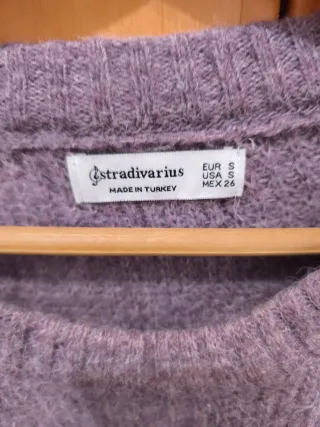 stradivarius
MADE IN TURKEY
EUR S
USA S
MEX 26